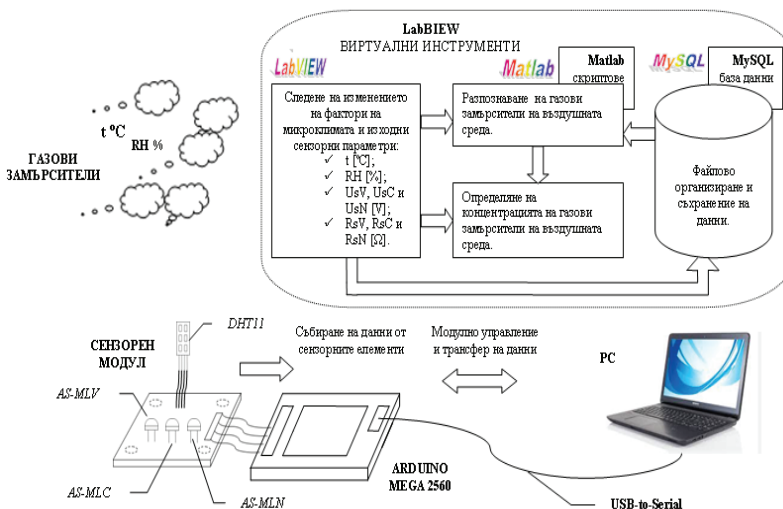 LabBIEW
ВИРТУАЛНИ ИНСТРУМЕНТИ
LabVIEW
Matlab
Matlab
скриптове
MySQL
MySQL
база данни
t °C
RH %
ГАЗОВИ
ЗАМЪРСИТЕЛИ
Следене на изменението
на фактори на
микроклимата и изходни
сензорни параметри:
✓ t [°C];
✓ RH [%];
✓ UsV, UsC и
UsN [V];
✓ RsV, RsC и
RsN [Ω].
Разпознаване на газови
замърсители на въздушната
среда.
Определяне на
концентрацията на газови
замърсители на въздушната
среда.
Файлово
организиране и
съхранение на
данни.
СЕНЗОРЕН
МОДУЛ
DHT11
AS-MLV
AS-MLC
AS-MLN
Събиране на данни от
сензорните елементи
Модулно управление
и трансфер на данни
PC
ARDUINO
MEGA 2560
USB-to-Serial